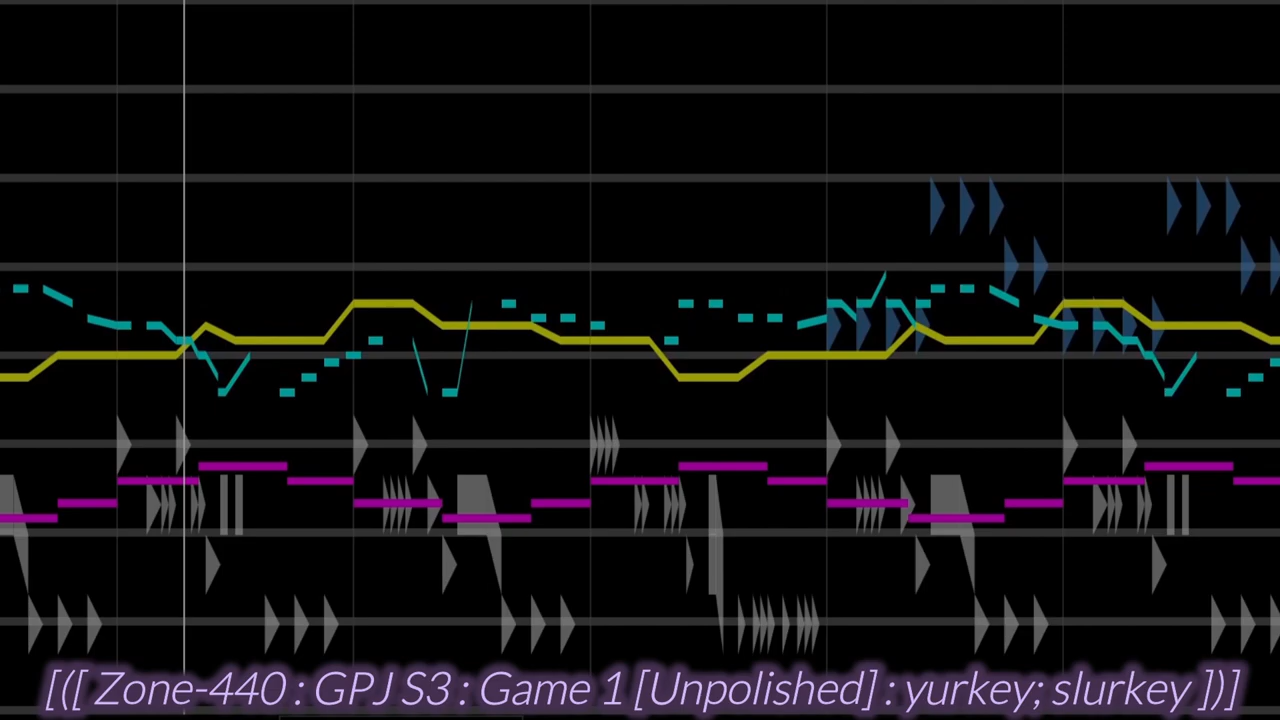 [([ Zone-440 : GPJ S3 : Game 1 [Unpolished] : yurkey; slurkey ])]